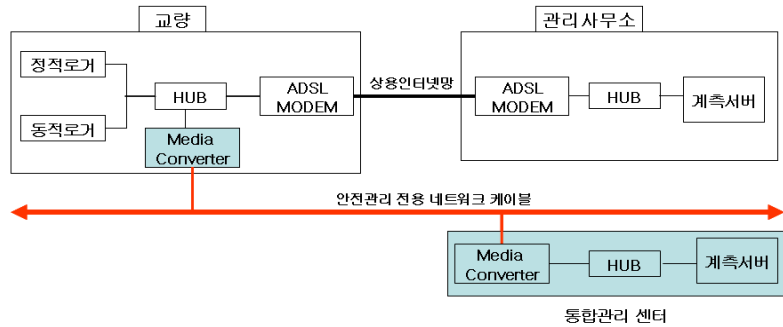 교량
관리사무소
정적로거
동적로거
HUB
ADSL
MODEM
Media
Converter
상용인터넷망
ADSL
MODEM
HUB
계측서버
안전관리 전용 네트워크 케이블
Media
Converter
HUB
계측서버
통합관리 센터